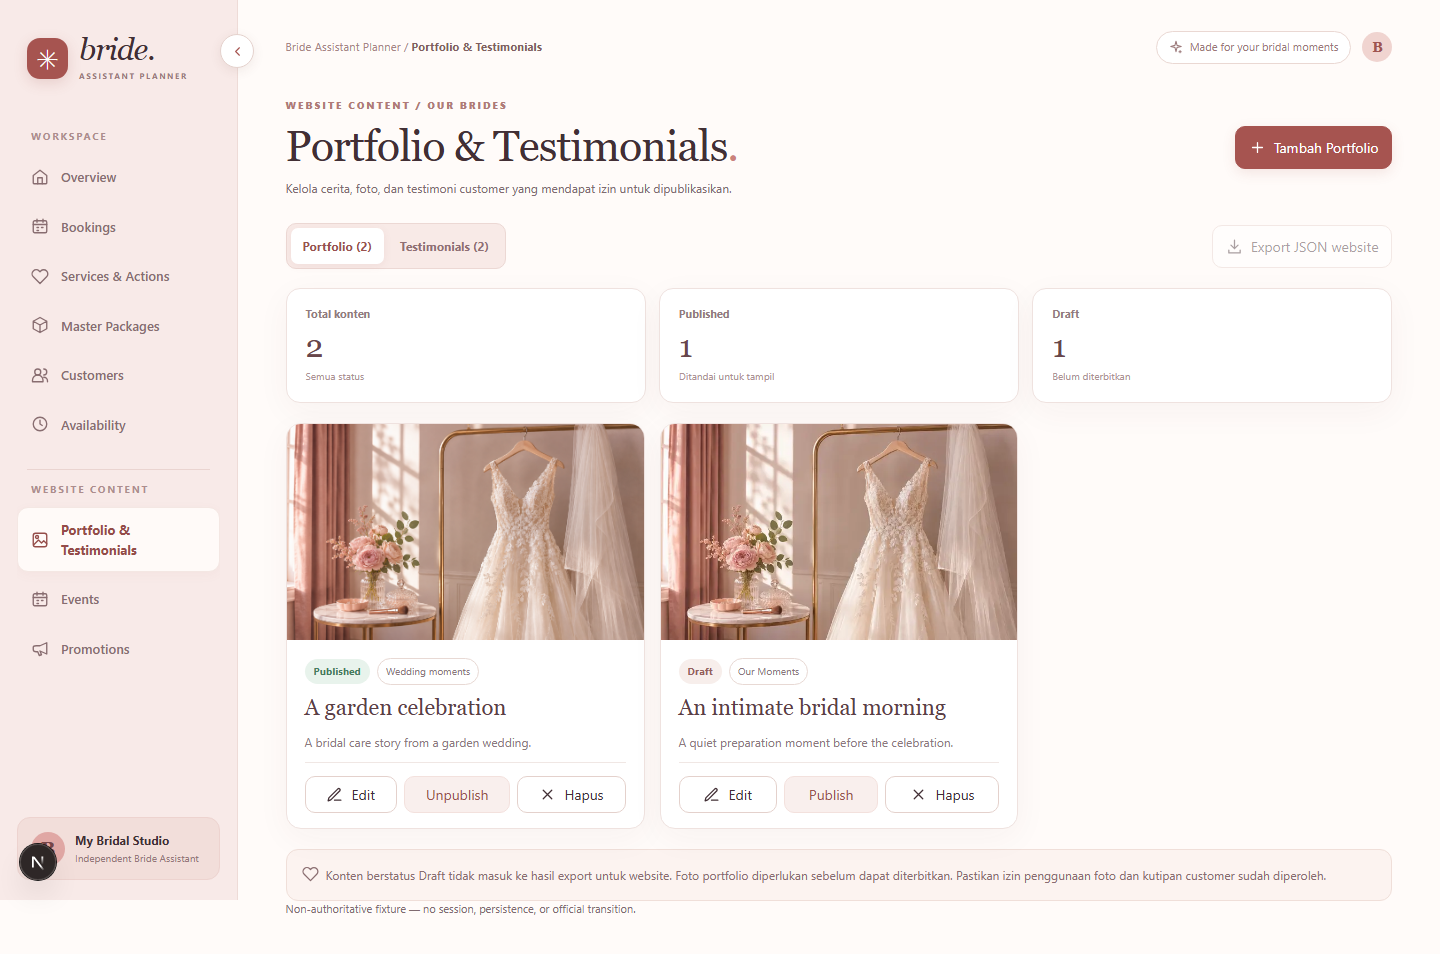 bride.
ASSISTANT PLANNER
WORKSPACE
Overview
Bookings
Services & Actions
Master Packages
Customers
Availability
WEBSITE CONTENT
Portfolio &
Testimonials
Events
Promotions
My Bridal Studio
Independent Bride Assistant
N
Bride Assistant Planner / Portfolio & Testimonials
Made for your bridal moments
B
WEBSITE CONTENT / OUR BRIDES
Portfolio & Testimonials.
Tambah Portfolio
Kelola cerita, foto, dan testimoni customer yang mendapat izin untuk dipublikasikan.
Portfolio (2)
Testimonials (2)
Export JSON website
Total konten
2
Semua status
Published
1
Ditandai untuk tampil
Draft
1
Belum diterbitkan
Published
Wedding moments
A garden celebration
A bridal care story from a garden wedding.
Edit
Unpublish
Hapus
Draft
Our Moments
An intimate bridal morning
A quiet preparation moment before the celebration.
Edit
Publish
Hapus
Konten berstatus Draft tidak masuk ke hasil export untuk website. Foto portfolio diperlukan sebelum dapat diterbitkan. Pastikan izin penggunaan foto dan kutipan customer sudah diperoleh.
Non-authoritative fixture — no session, persistence, or official transition.